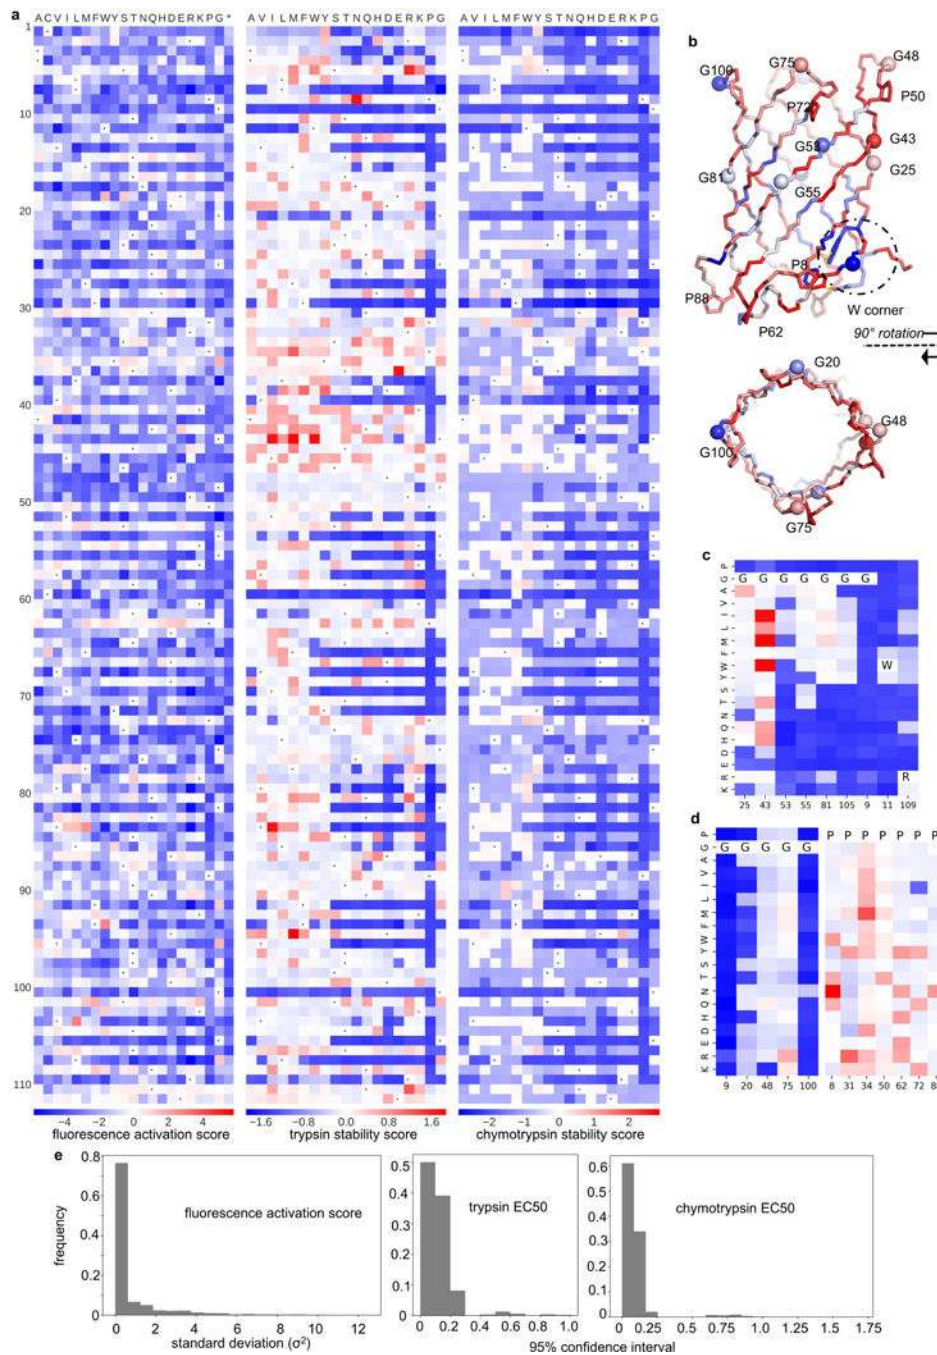 a
ACVILMFWYSTNQHDERKPG*
AVILMFWYSTNQHDERKPG
AVILMFWYSTNQHDERKPG
1
10
20
30
40
50
60
70
80
90
100
110
−4 −2 0 2 4
fluorescence activation score
−1.6 −0.8 0.0 0.8 1.6
trypsin stability score
−2 −1 0 1 2
chymotrypsin stability score
b
G100
G75
G48
P50
P72
G53
G43
G25
G81
G55
P8
P88
P62
W corner
90° rotation
G20
G100
G48
G75
c
P
G
A
V
I
L
M
F
W
Y
S
T
N
Q
H
D
E
R
K
G G G G G G G
W
R
25 43 53 55 81 105 9 11 109
d
P
G
A
V
I
L
M
F
W
Y
S
T
N
Q
H
D
E
R
K
P P P P P P P
G G G G G
9 20 48 75 100
8 31 34 50 62 72 8
e
frequency
0.8
0.6
0.4
0.2
0
fluorescence activation score
0 2 4 6 8 10 12
standard deviation (σ²)
0.5
0.4
0.3
0.2
0.1
0
trypsin EC50
0 0.2 0.4 0.6 0.8 1.0
0.6
0.5
0.4
0.3
0.2
0.1
0
chymotrypsin EC50
0 0.25 0.5 0.75 1.0 1.25 1.75
95% confidence interval